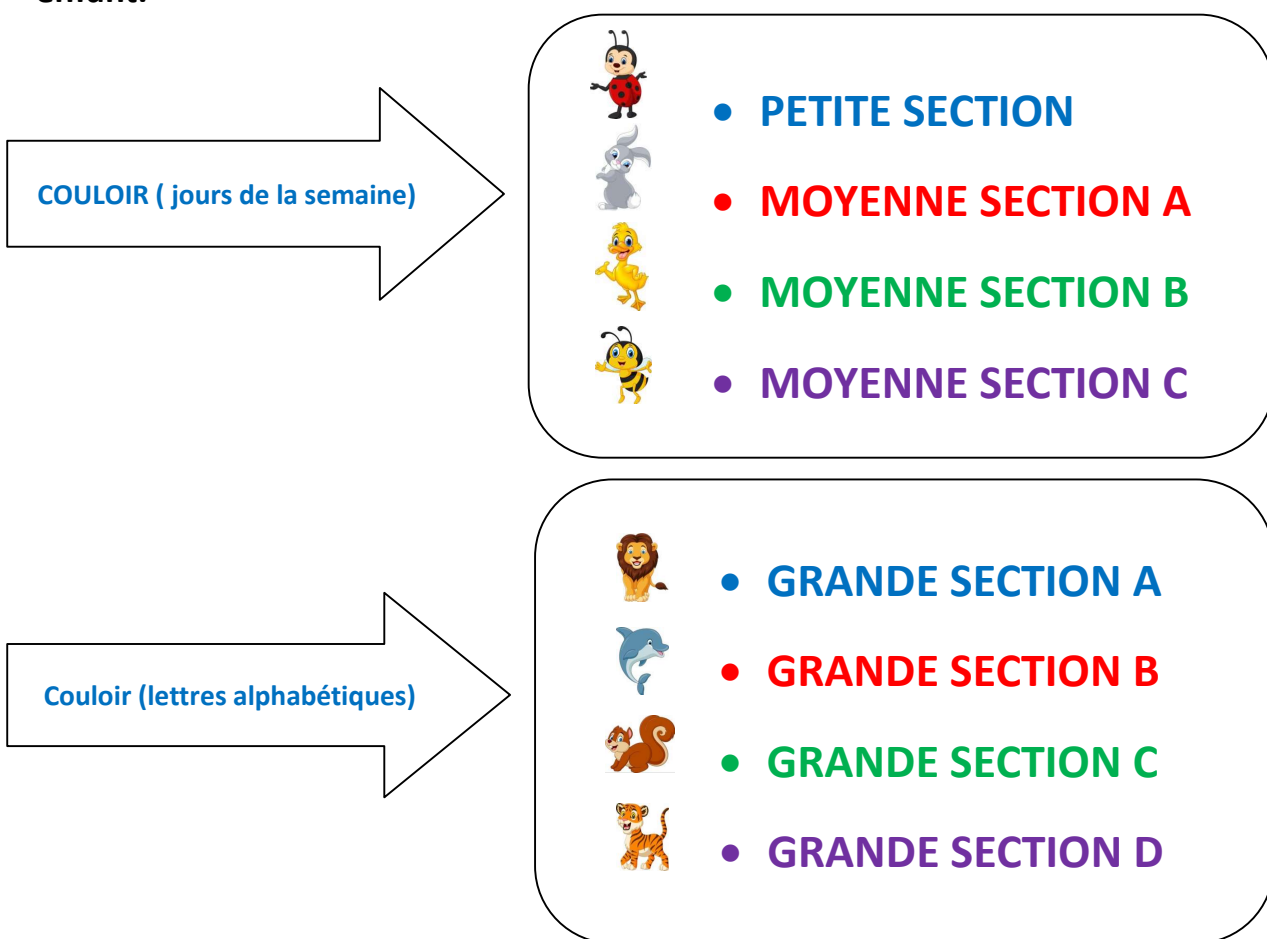 enfant.
COULOIR ( jours de la semaine)
• PETITE SECTION
• MOYENNE SECTION A
• MOYENNE SECTION B
• MOYENNE SECTION C
Couloir (lettres alphabétiques)
• GRANDE SECTION A
• GRANDE SECTION B
• GRANDE SECTION C
• GRANDE SECTION D